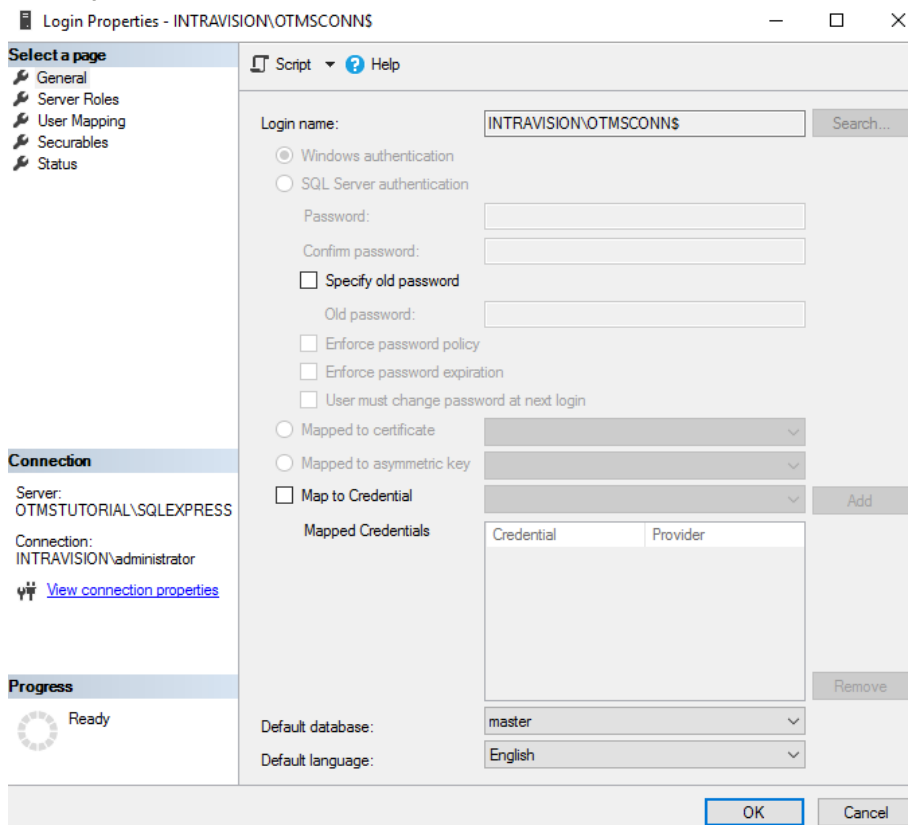 Login Properties - INTRAVISION\OTMSCONN$
Select a page
General
Server Roles
User Mapping
Securables
Status
Script
Help
Login name:
INTRAVISION\OTMSCONN$
Search...
Windows authentication
SQL Server authentication
Password:
Confirm password:
Specify old password
Old password:
Enforce password policy
Enforce password expiration
User must change password at next login
Mapped to certificate
Mapped to asymmetric key
Map to Credential
Add
Mapped Credentials
Credential Provider
Remove
Default database:
master
Default language:
English
Connection
Server:
OTMSTUTORIAL\SQLEXPRESS
Connection:
INTRAVISION\administrator
View connection properties
Progress
Ready
OK
Cancel